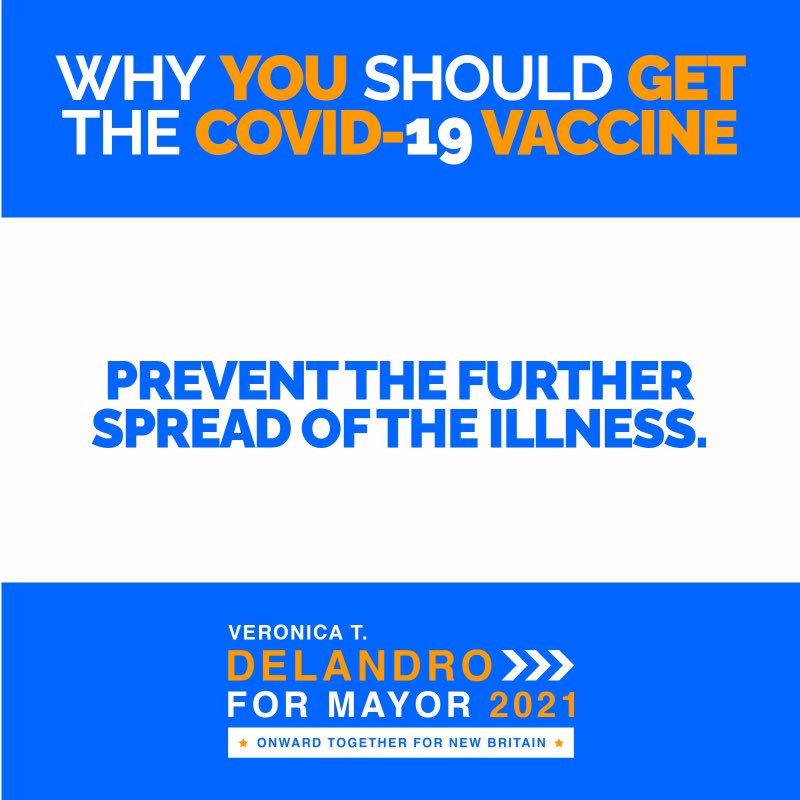 WHY YOU SHOULD GET
THE COVID-19 VACCINE
PREVENT THE FURTHER
SPREAD OF THE ILLNESS.
VERONICA T.
DELANDRO
FOR MAYOR 2021
ONWARD TOGETHER FOR NEW BRITAIN